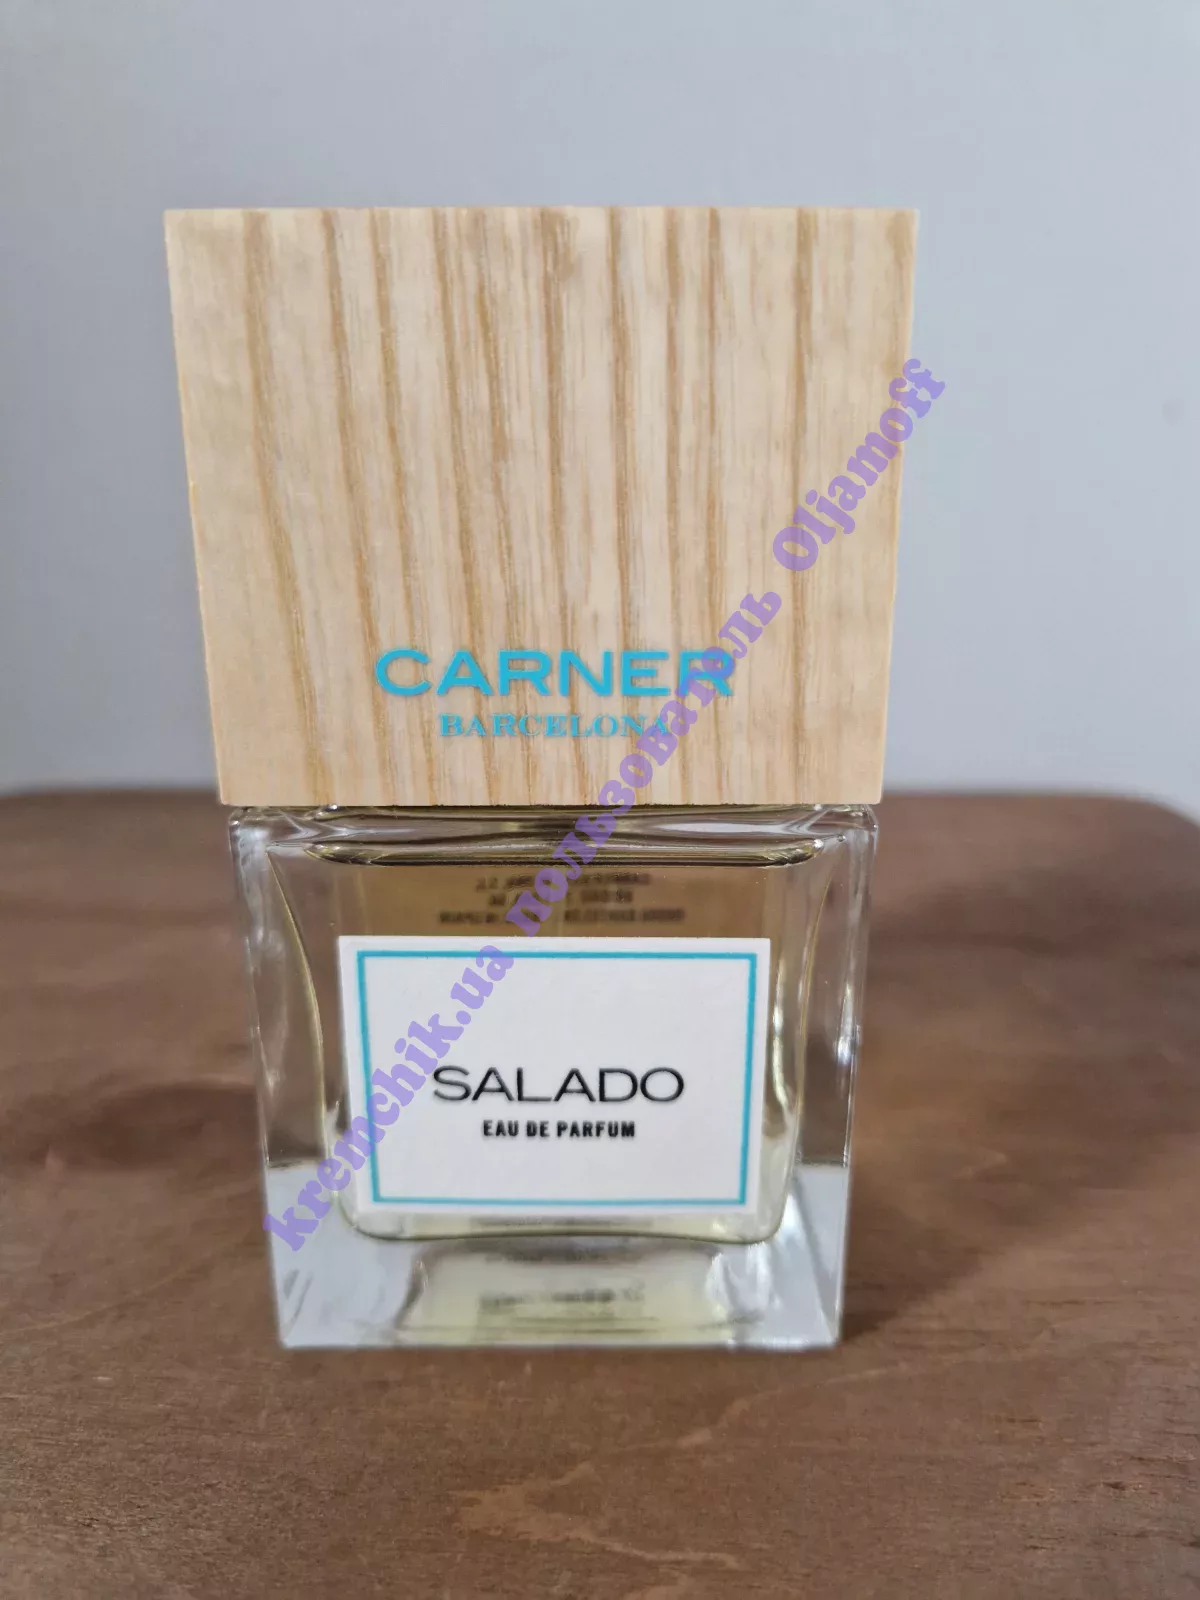 CARNER
BARCELONA
SALADO
EAU DE PARFUM
kremchik.ua пользователь Oljamoff